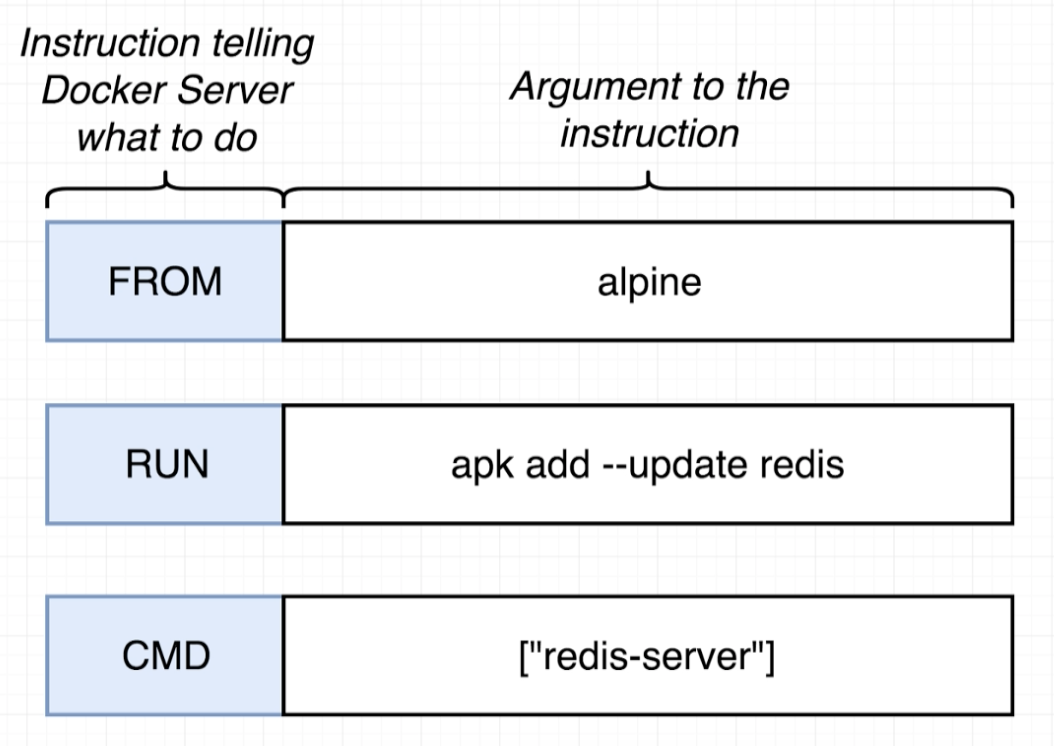 Instruction telling
Docker Server
what to do
Argument to the
instruction
FROM
alpine
RUN
apk add --update redis
CMD
["redis-server"]